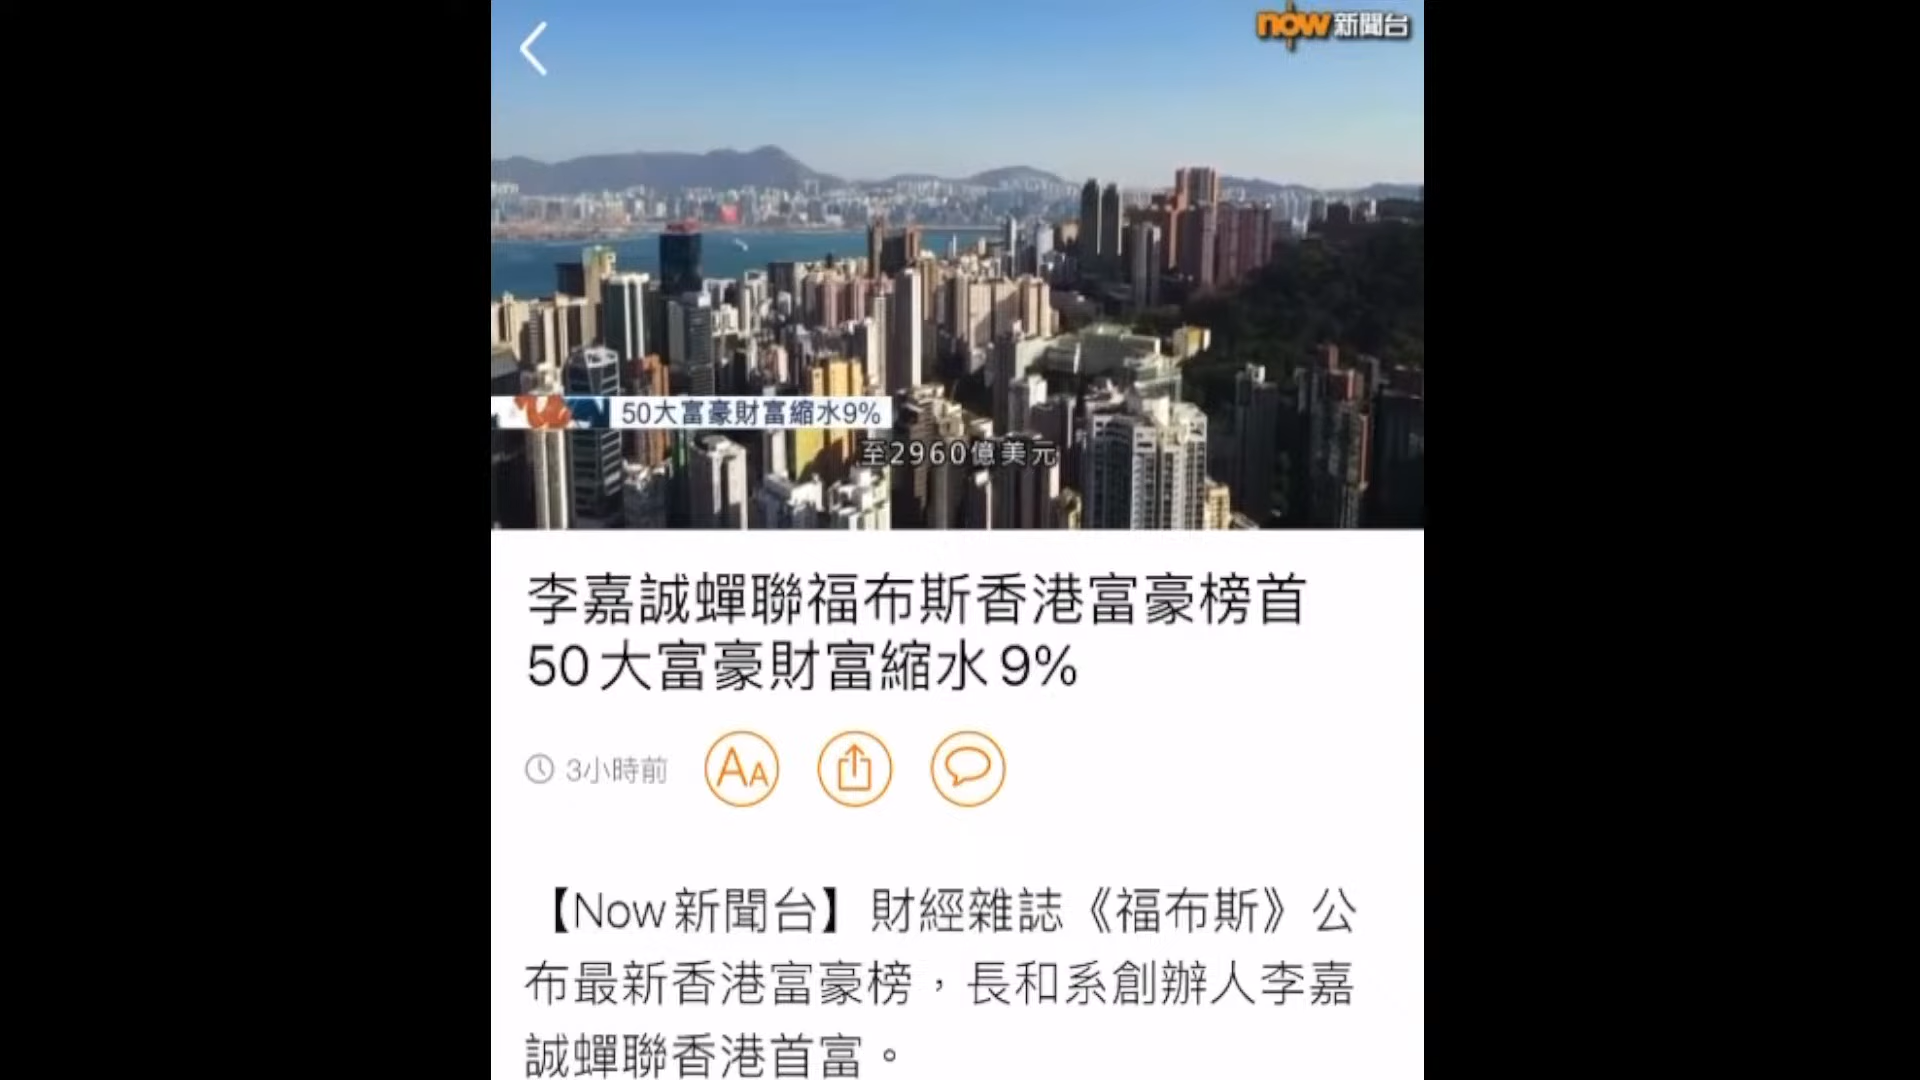 now新聞台
50大富豪財富縮水9%
至2960億美元
李嘉誠蟬聯福布斯香港富豪榜首
50大富豪財富縮水9%
3小時前
AA
【Now新聞台】財經雜誌《福布斯》公
布最新香港富豪榜，長和系創辦人李嘉
誠蟬聯香港首富。